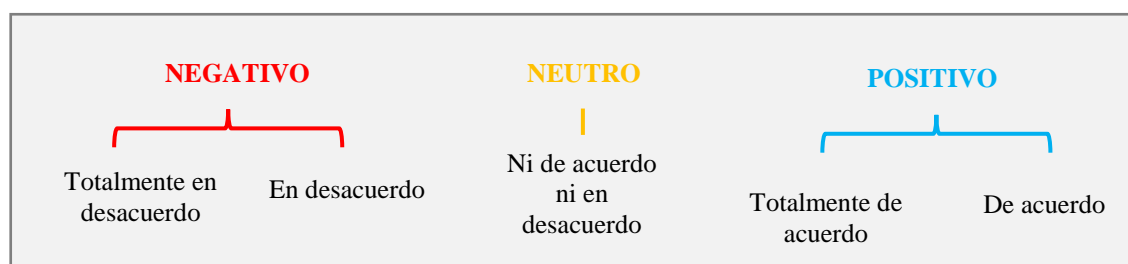 NEGATIVO
NEUTRO
POSITIVO
Totalmente en
desacuerdo
En desacuerdo
Ni de acuerdo
ni en
desacuerdo
Totalmente de
acuerdo
De acuerdo